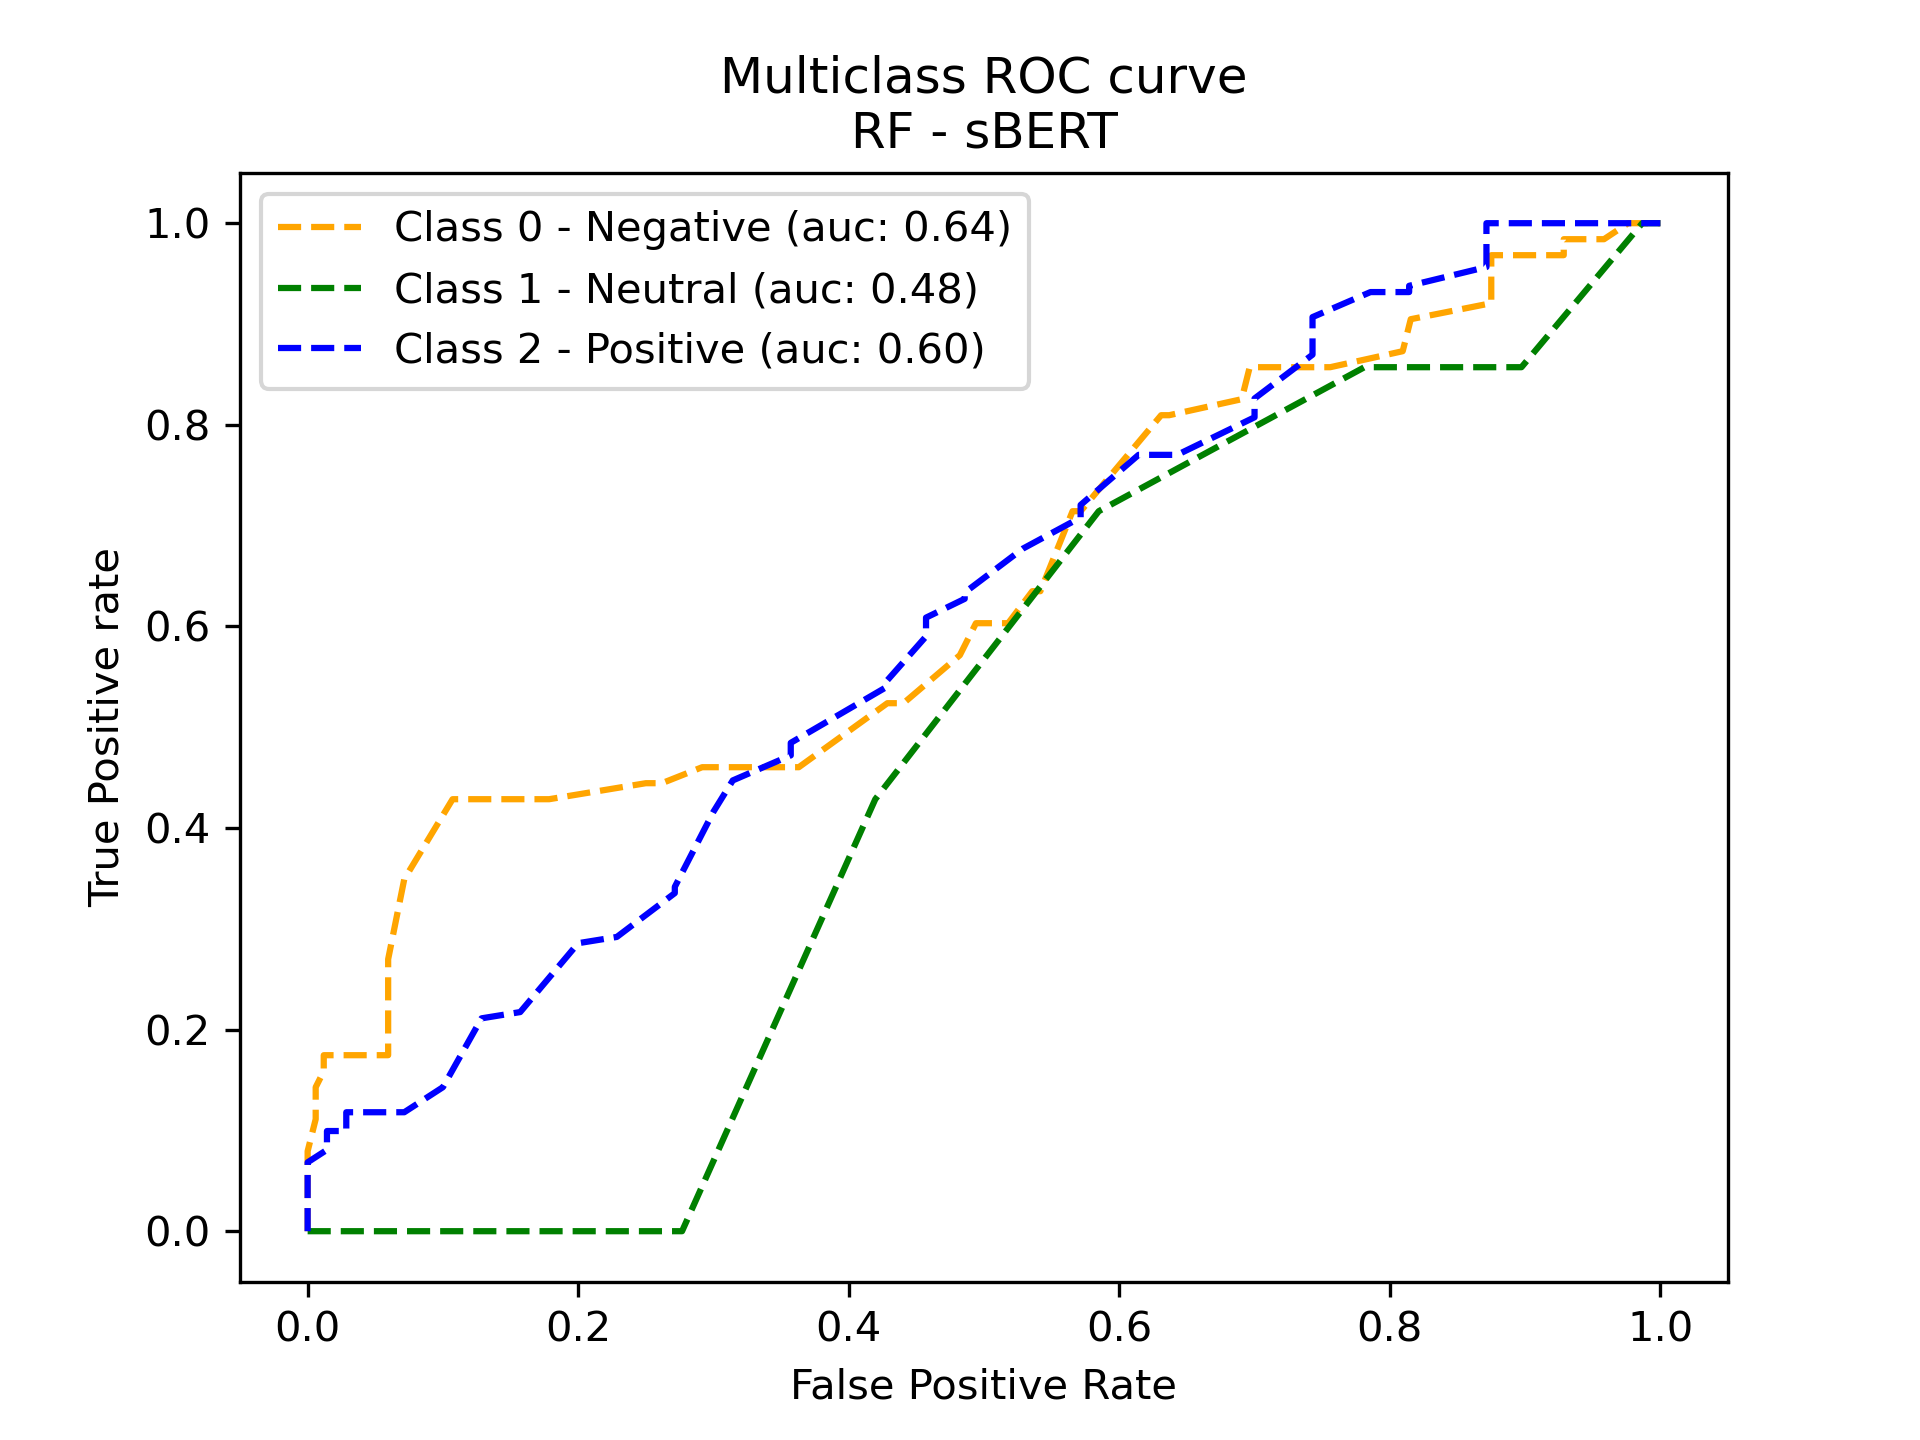 Multiclass ROC curve
RF - sBERT
Class 0 - Negative (auc: 0.64)
Class 1 - Neutral (auc: 0.48)
Class 2 - Positive (auc: 0.60)
True Positive rate
1.0
0.8
0.6
0.4
0.2
0.0
0.0 0.2 0.4 0.6 0.8 1.0
False Positive Rate